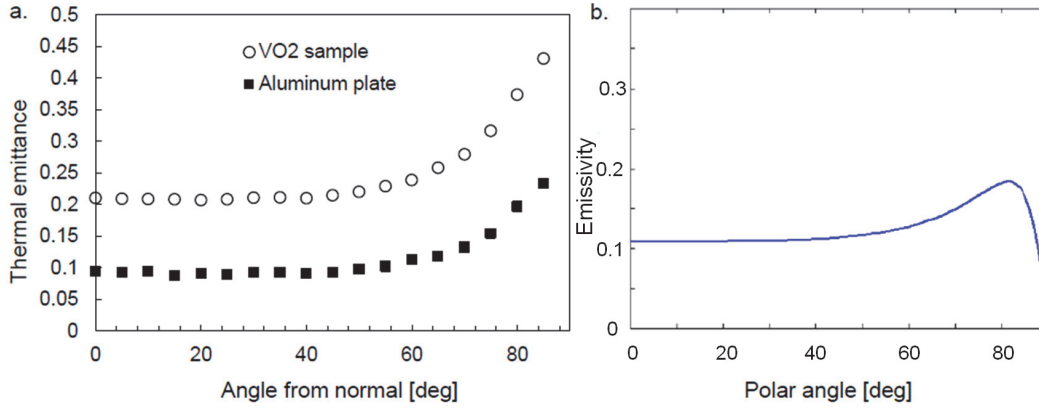 a.
0.5
0.45
0.4
0.35
0.3
0.25
0.2
0.15
0.1
0.05
0
Thermal emittance
VO2 sample
Aluminum plate
0 20 40 60 80
Angle from normal [deg]
b.
0.3
0.2
0.1
0
Emissivity
0 20 40 60 80
Polar angle [deg]